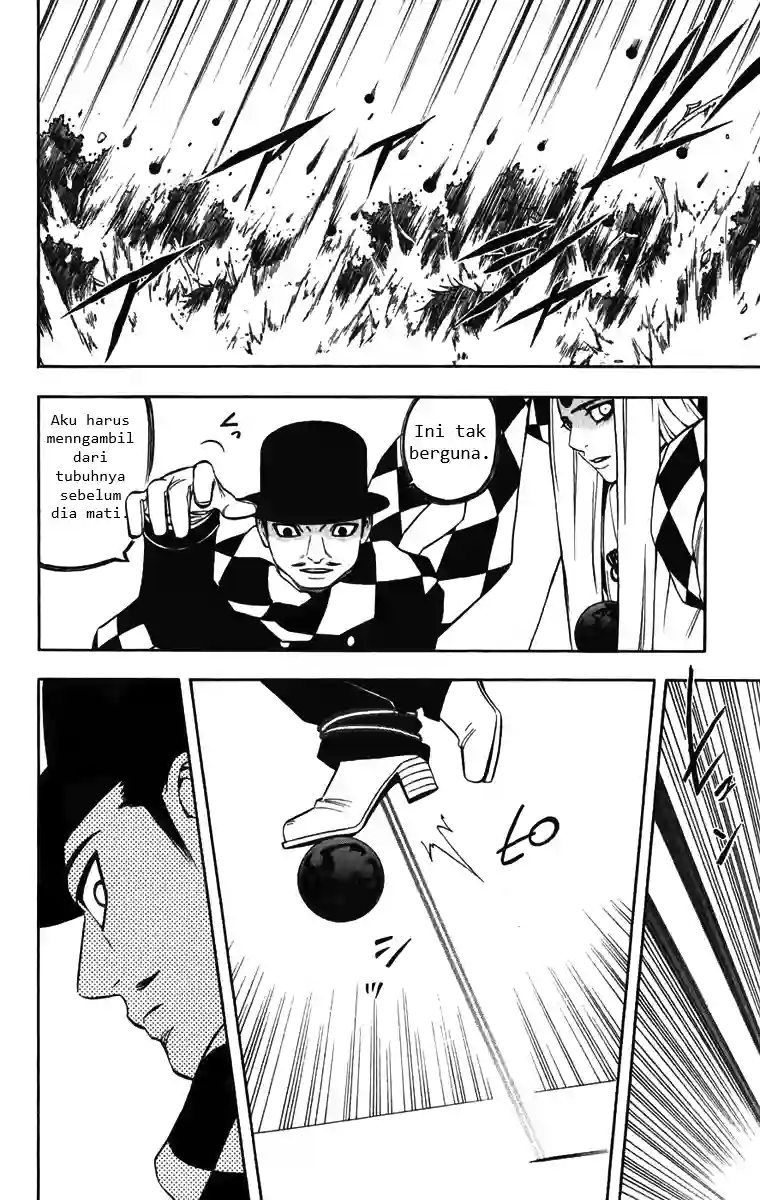 Aku harus
menngambil
dari
tubuhnya
sebelum
dia mati.
Ini tak
berguna.